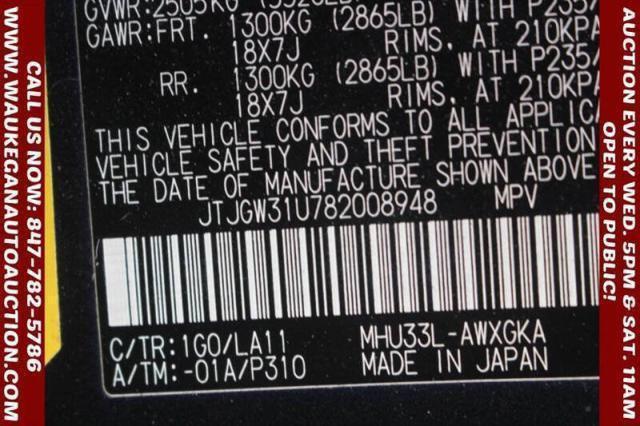 WWW.WAUKEGANAUTOAUCTION.COM
CALL US NOW: 847-782-5786
GAWR:FRT. 1300KG (2865LB) WITH P235/
18X7J RIMS, AT 210KPA
RR. 1300KG (2865LB) WITH P235/
18X7J RIMS, AT 210KPA
THIS VEHICLE CONFORMS TO ALL APPLICA
VEHICLE SAFETY AND THEFT PREVENTION
THE DATE OF MANUFACTURE SHOWN ABOVE
JTJGW31U782008948 MPV
C/TR:1G0/LA11 MHU33L-AWXGKA
A/TM:-01A/P310 MADE IN JAPAN
AUCTION EVERY WED. 5PM & SAT. 11AM
OPEN TO PUBLIC!